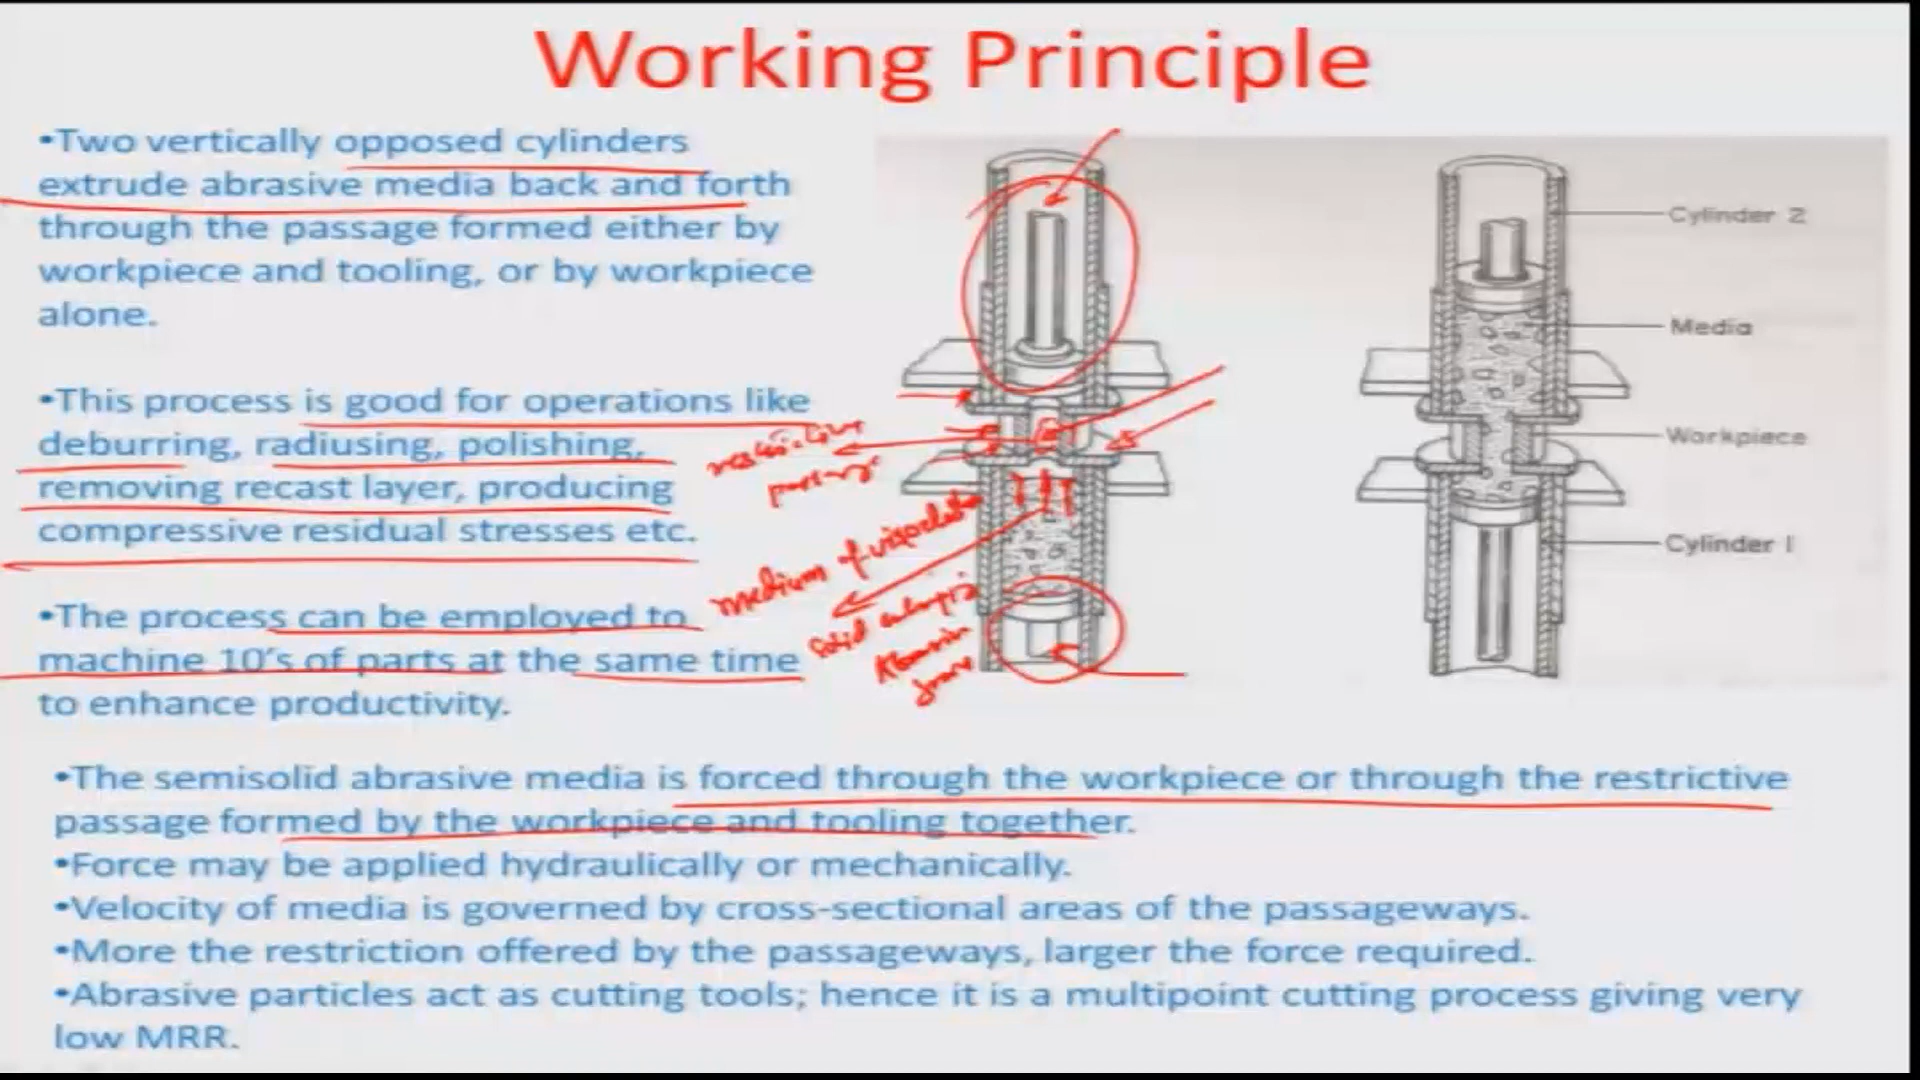 Working Principle
•Two vertically opposed cylinders
extrude abrasive media back and forth
through the passage formed either by
workpiece and tooling, or by workpiece
alone.
•This process is good for operations like
deburring, radiusing, polishing,
removing recast layer, producing
compressive residual stresses etc.
•The process can be employed to
machine 10's of parts at the same time
to enhance productivity.
Cylinder 2
Media
Workpiece
Cylinder 1
medium of
solid
•The semisolid abrasive media is forced through the workpiece or through the restrictive
passage formed by the workpiece and tooling together.
•Force may be applied hydraulically or mechanically.
•Velocity of media is governed by cross-sectional areas of the passageways.
•More the restriction offered by the passageways, larger the force required.
•Abrasive particles act as cutting tools; hence it is a multipoint cutting process giving very
low MRR.